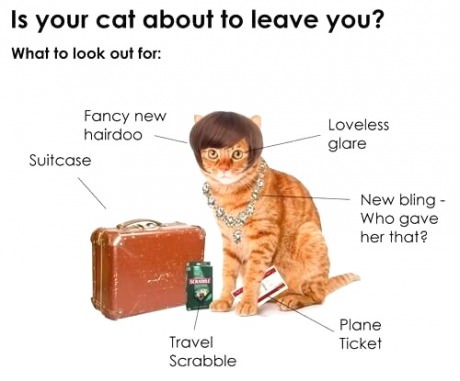 Is your cat about to leave you?
What to look out for:
Fancy new
hairdoo
Loveless
glare
Suitcase
New bling -
Who gave
her that?
SCRABBLE
Plane
Ticket
Travel
Scrabble